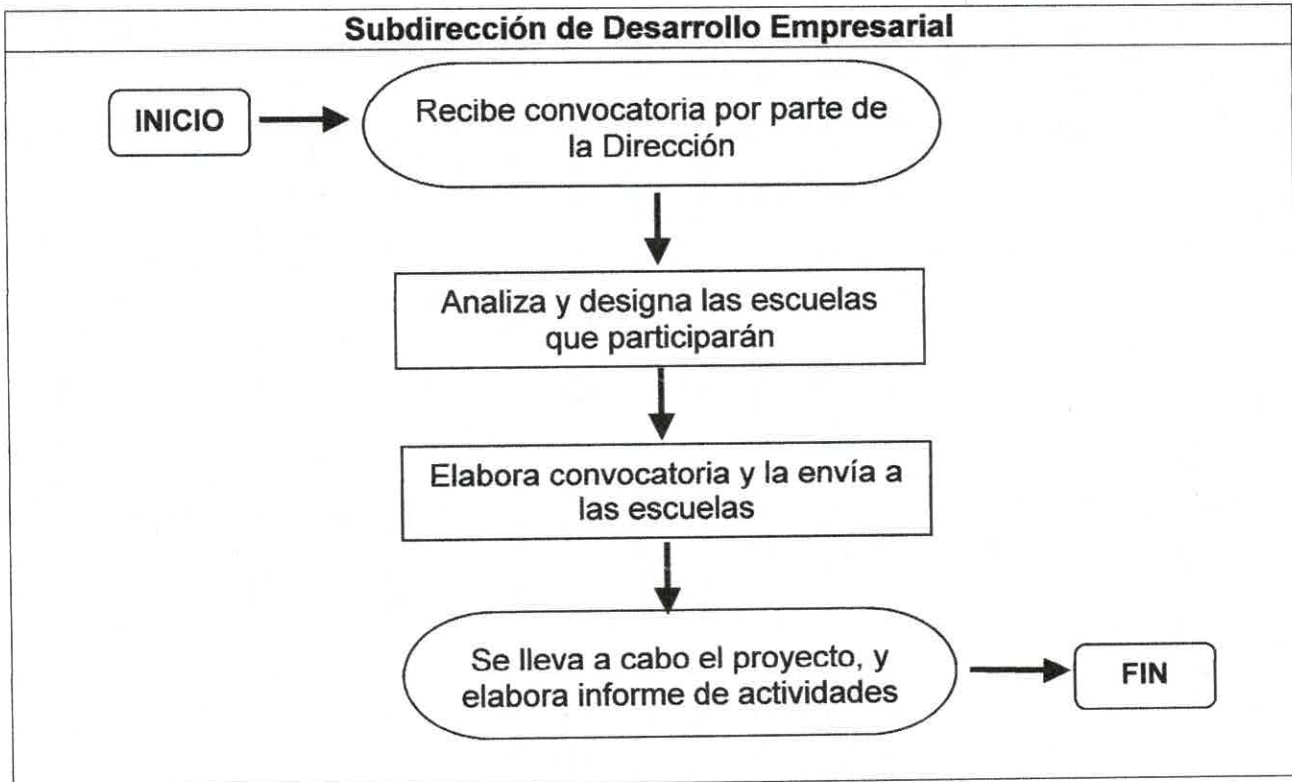 Subdirección de Desarrollo Empresarial
INICIO
Recibe convocatoria por parte de
la Dirección
Analiza y designa las escuelas
que participarán
Elabora convocatoria y la envía a
las escuelas
Se lleva a cabo el proyecto, y
elabora informe de actividades
FIN